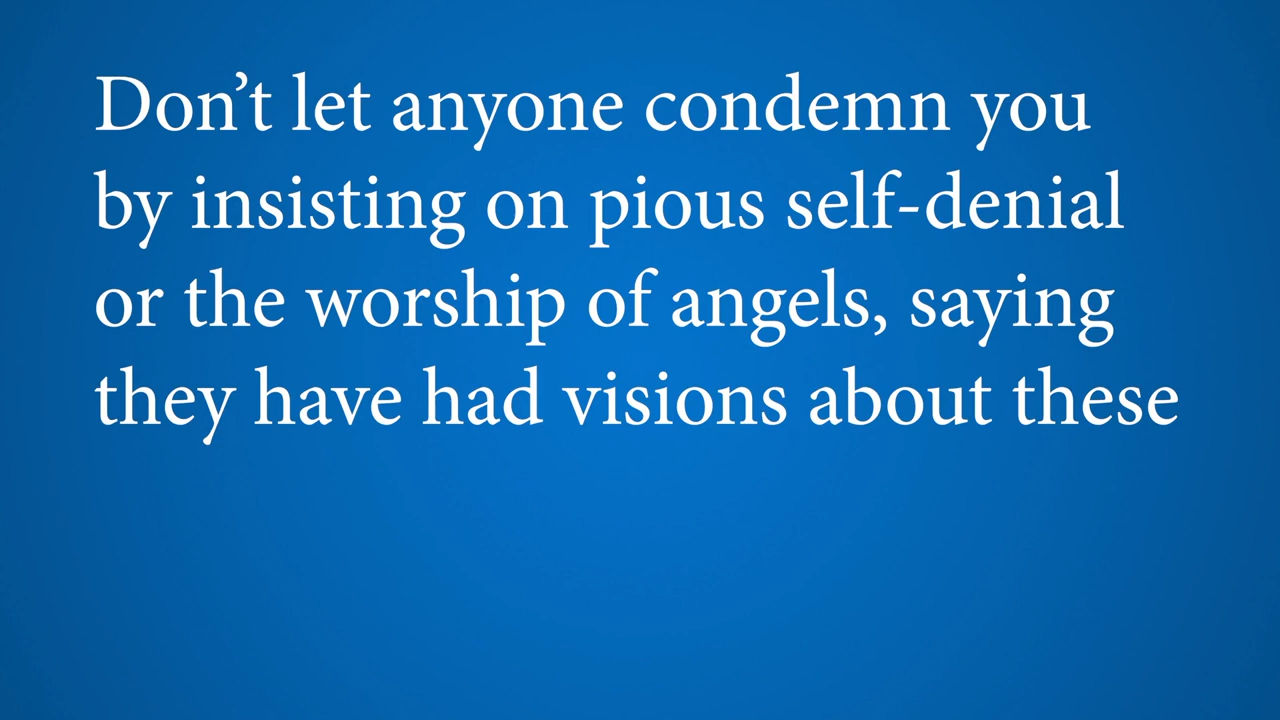 Don’t let anyone condemn you
by insisting on pious self-denial
or the worship of angels, saying
they have had visions about these